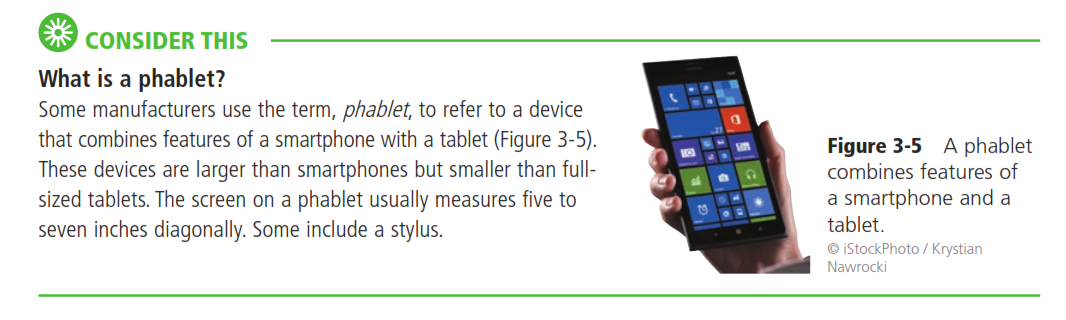 CONSIDER THIS
What is a phablet?
Some manufacturers use the term, phablet, to refer to a device
that combines features of a smartphone with a tablet (Figure 3-5).
These devices are larger than smartphones but smaller than full-
sized tablets. The screen on a phablet usually measures five to
seven inches diagonally. Some include a stylus.
27
Figure 3-5 A phablet
combines features of
a smartphone and a
tablet.
© iStockPhoto / Krystian
Nawrocki